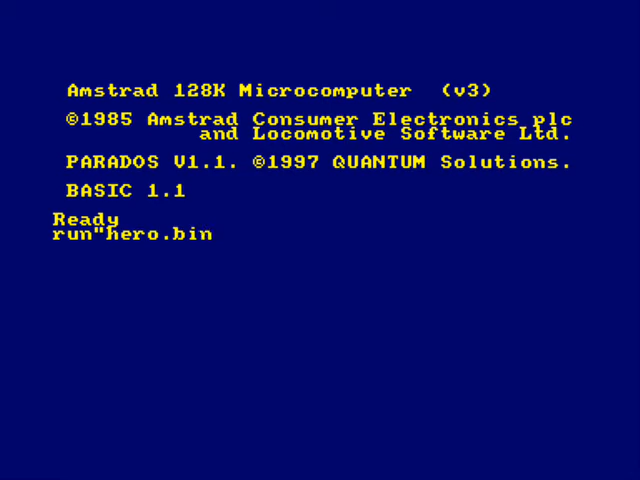 Amstrad 128K Microcomputer  (v3)
©1985 Amstrad Consumer Electronics plc
and Locomotive Software Ltd.
PARADOS V1.1. ©1997 QUANTUM Solutions.
BASIC 1.1
Ready
run"hero.bin